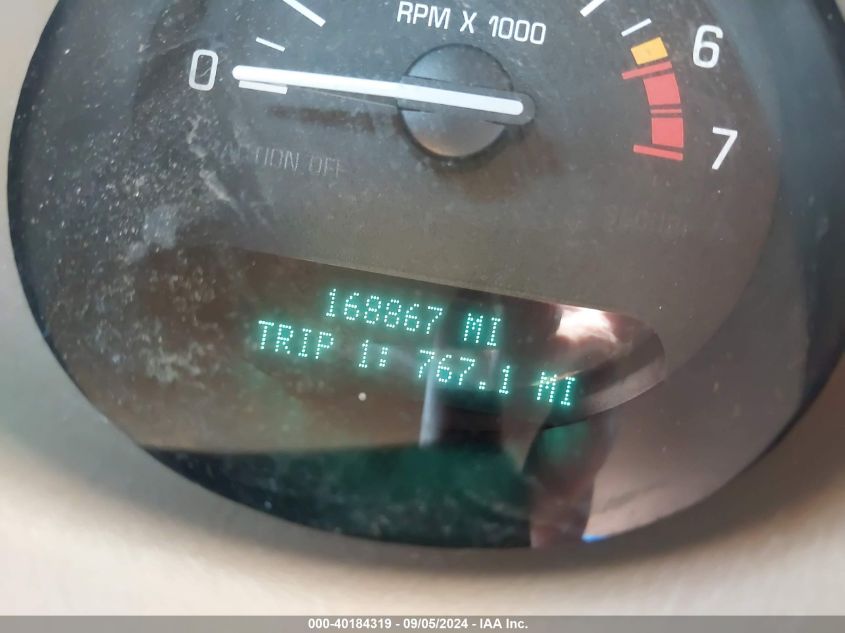 RPM X 1000
0
6
7
168867 MI
TRIP 1: 767.1 MI
000-40184319 - 09/05/2024 - IAA Inc.